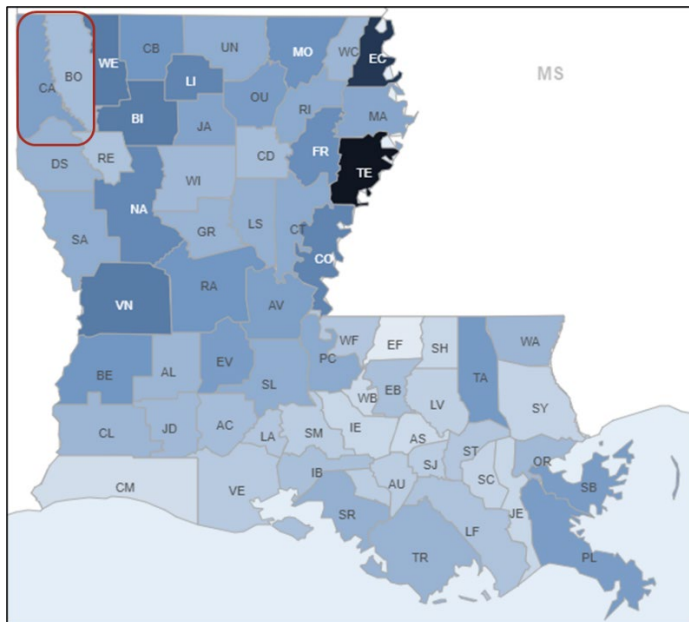 CB UN MO WC EC
WE
MS
CA BO LI
OU
BI RI MA
JA
DS RE CD FR
TE
WI
NA
LS
SA GR CT
CO
RA
VN AV
WF EF SH WA
PC
BE AL EV TA
SL EB
WB LV SY
CL JD AC LA SM IE AS ST
IB SJ SC OR
CM VE AU SB
SR JE
LF
TR PL